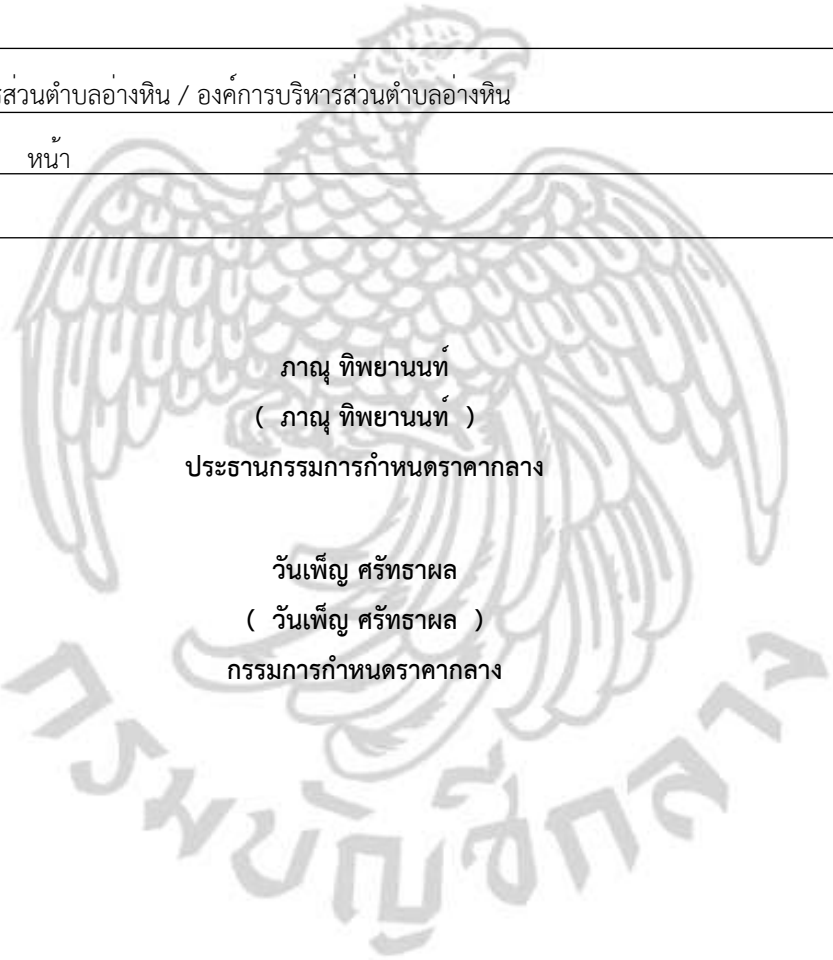 ส่วนตำบลอ่างหิน / องค์การบริหารส่วนตำบลอ่างหิน
หน้า
ภาณุ ทิพยานนท์
( ภาณุ ทิพยานนท์ )
ประธานกรรมการกำหนดราคากลาง
วันเพ็ญ ศรัทธาผล
( วันเพ็ญ ศรัทธาผล )
กรรมการกำหนดราคากลาง
กรมบัญชีกลาง